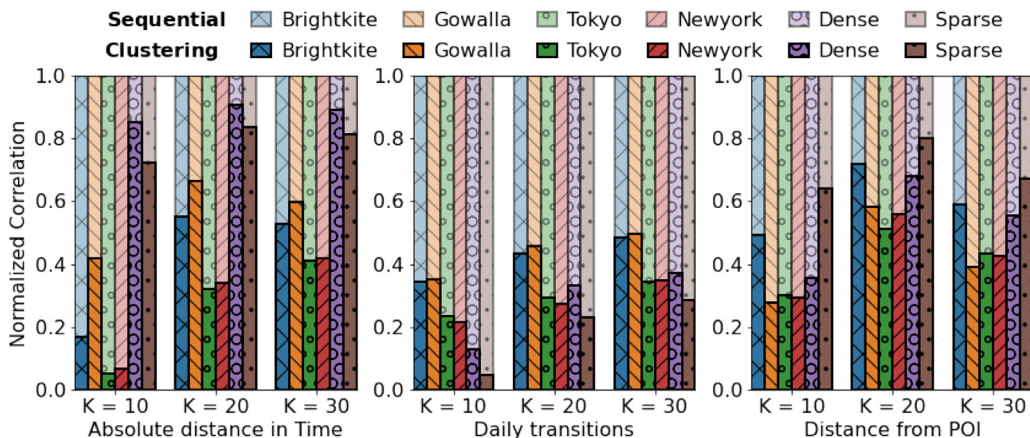 Sequential Brightkite Gowalla Tokyo Newyork Dense Sparse
Clustering Brightkite Gowalla Tokyo Newyork Dense Sparse
Normalized Correlation
1.0 1.0 1.0
0.8 0.8 0.8
0.6 0.6 0.6
0.4 0.4 0.4
0.2 0.2 0.2
0.0 0.0 0.0
K = 10 K = 20 K = 30 K = 10 K = 20 K = 30 K = 10 K = 20 K = 30
Absolute distance in Time Daily transitions Distance from POI